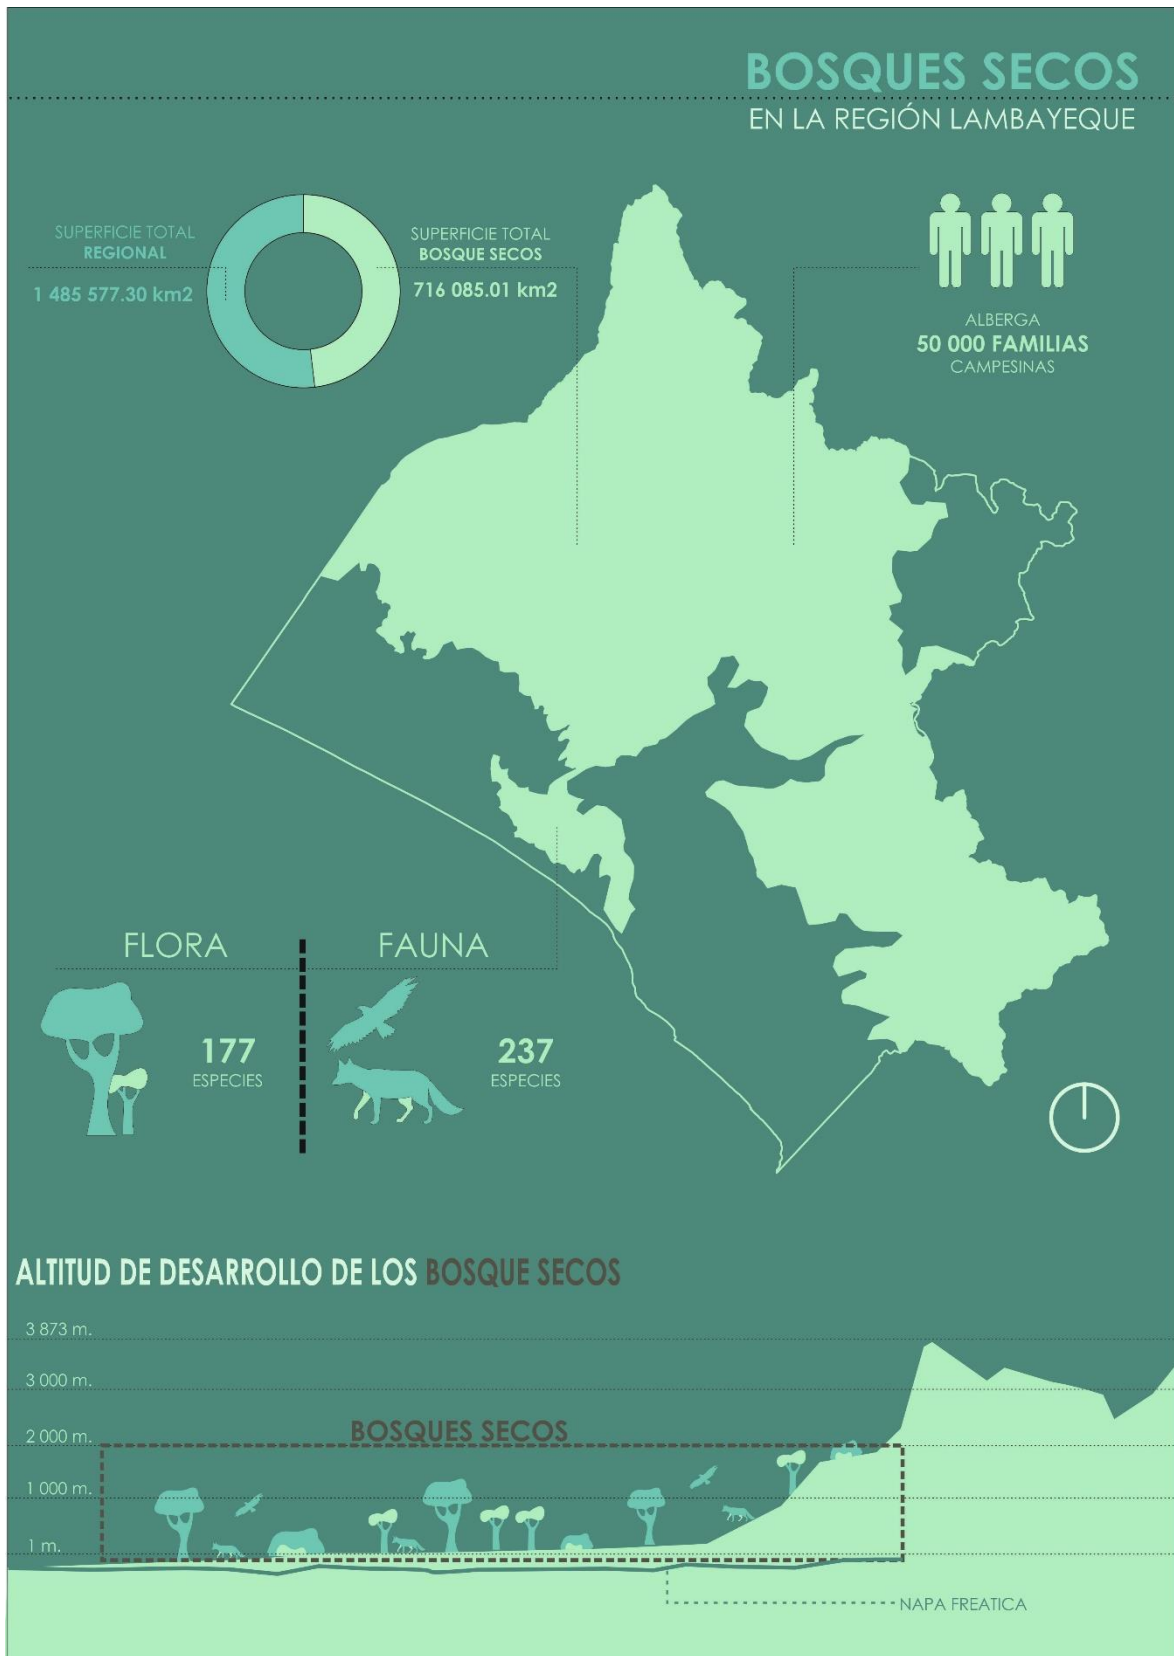 BOSQUES SECOS
EN LA REGIÓN LAMBAYEQUE
SUPERFICIE TOTAL
REGIONAL
1 485 577.30 km2
SUPERFICIE TOTAL
BOSQUE SECOS
716 085.01 km2
ALBERGA
50 000 FAMILIAS
CAMPESINAS
FLORA
177
ESPECIES
FAUNA
237
ESPECIES
ALTITUD DE DESARROLLO DE LOS BOSQUE SECOS
3 873 m.
3 000 m.
2 000 m.
1 000 m.
1 m.
BOSQUES SECOS
NAPA FREATICA